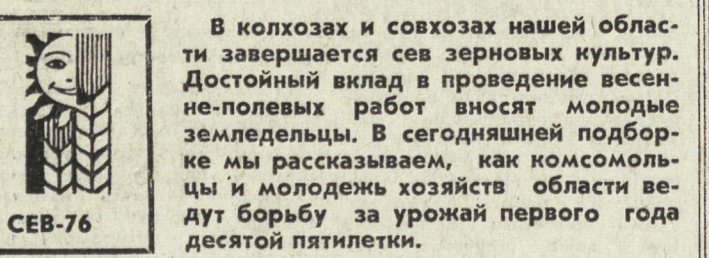 В колхозах и совхозах нашей облас-
ти завершается сев зерновых культур.
Достойный вклад в проведение весен-
не-полевых работ вносят молодые
земледельцы. В сегодняшней подбор-
ке мы рассказываем, как комсомоль-
цы и молодежь хозяйств области ве-
дут борьбу за урожай первого года
десятой пятилетки.
СЕВ-76